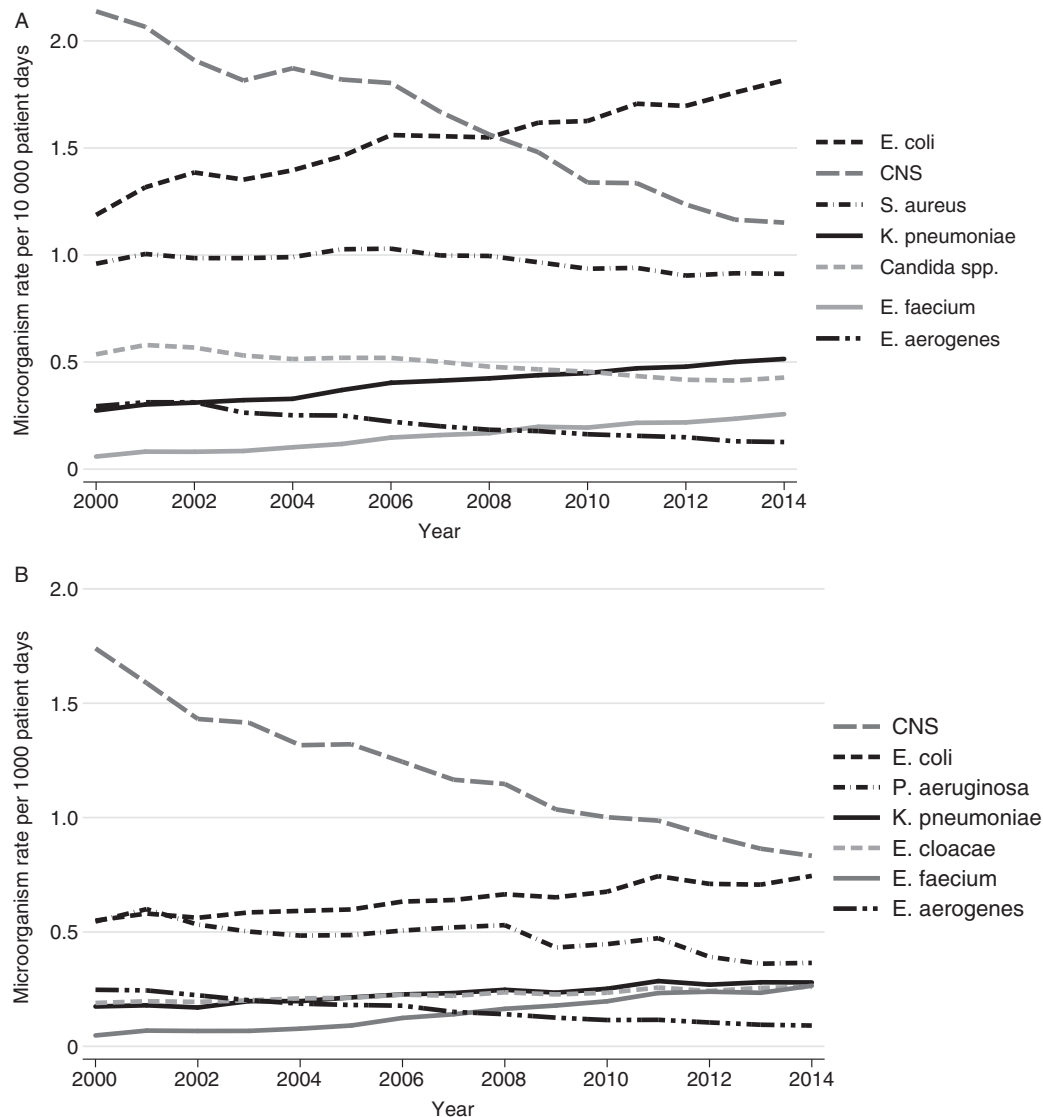 A
Microorganism rate per 10 000 patient days
2.0
1.5
1.0
0.5
0
2000 2002 2004 2006 2008 2010 2012 2014
Year
E. coli
CNS
S. aureus
K. pneumoniae
Candida spp.
E. faecium
E. aerogenes
B
Microorganism rate per 1000 patient days
2.0
1.5
1.0
0.5
0
2000 2002 2004 2006 2008 2010 2012 2014
Year
CNS
E. coli
P. aeruginosa
K. pneumoniae
E. cloacae
E. faecium
E. aerogenes